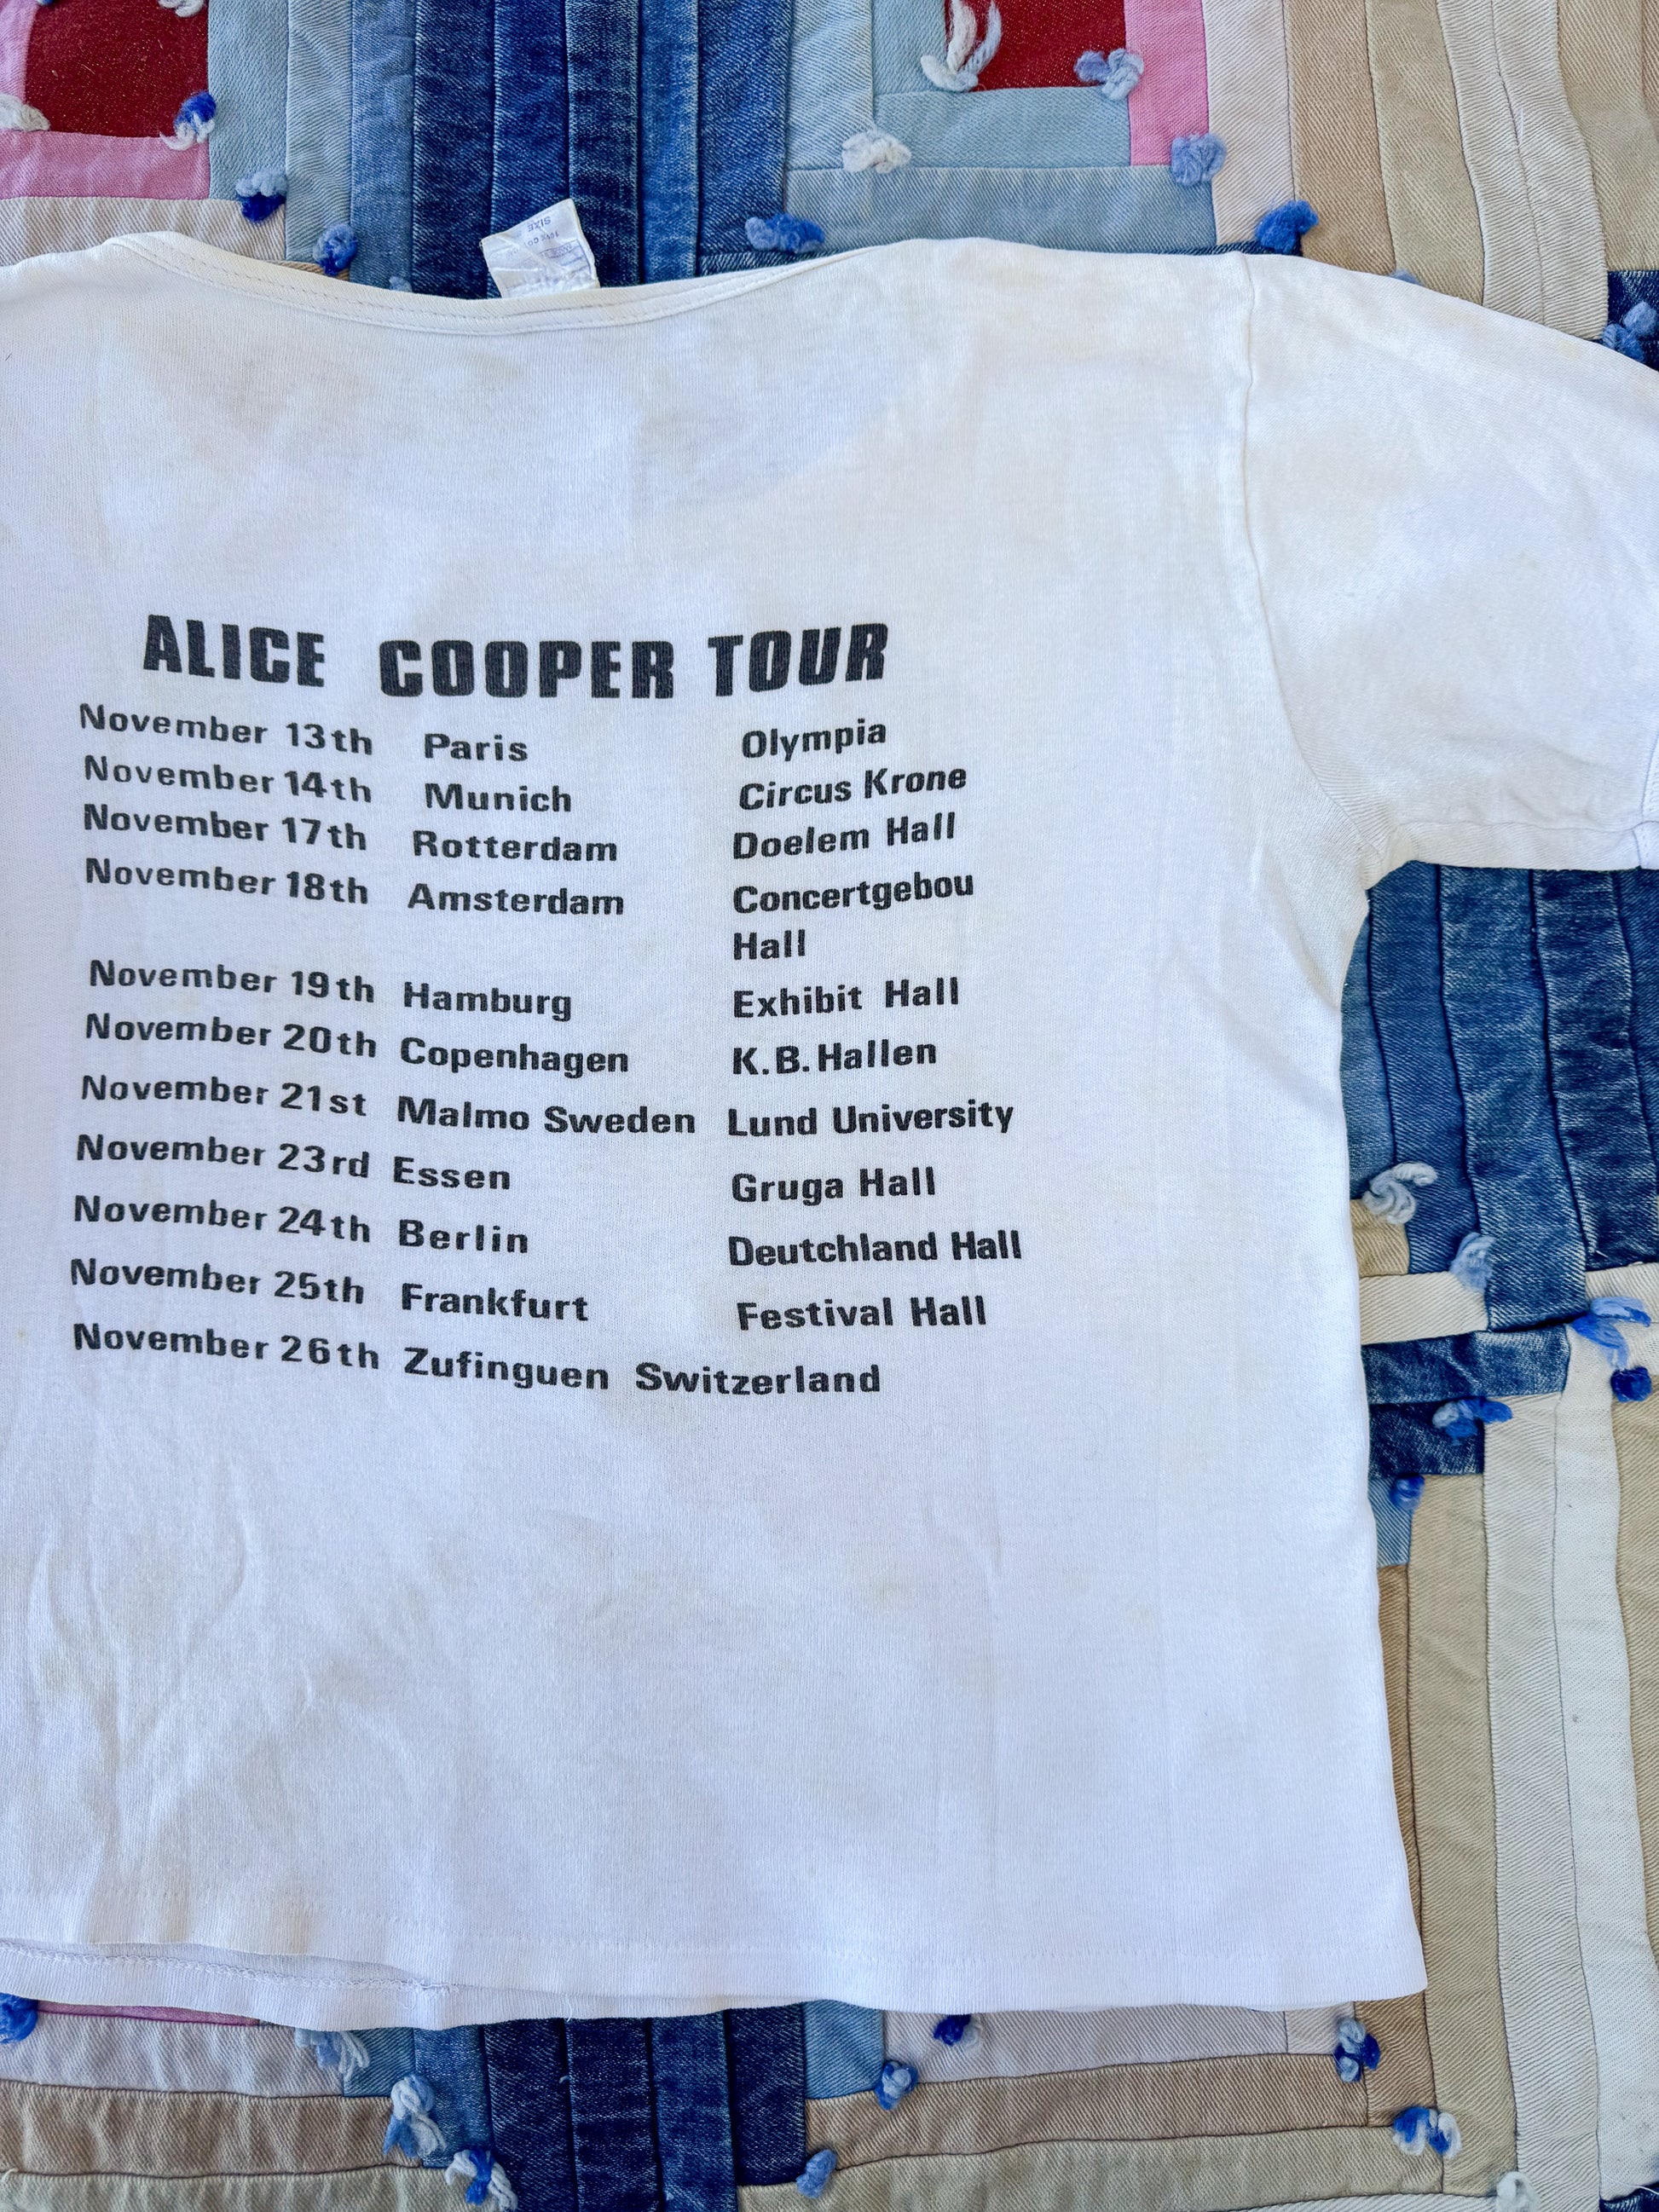 SIZE
ALICE COOPER TOUR
November 13th Paris Olympia
November 14th Munich Circus Krone
November 17th Rotterdam Doelem Hall
November 18th Amsterdam Concertgebou
Hall
November 19th Hamburg Exhibit Hall
November 20th Copenhagen K.B. Hallen
November 21st Malmo Sweden Lund University
November 23rd Essen Gruga Hall
November 24th Berlin Deutchland Hall
November 25th Frankfurt Festival Hall
November 26th Zufinguen Switzerland